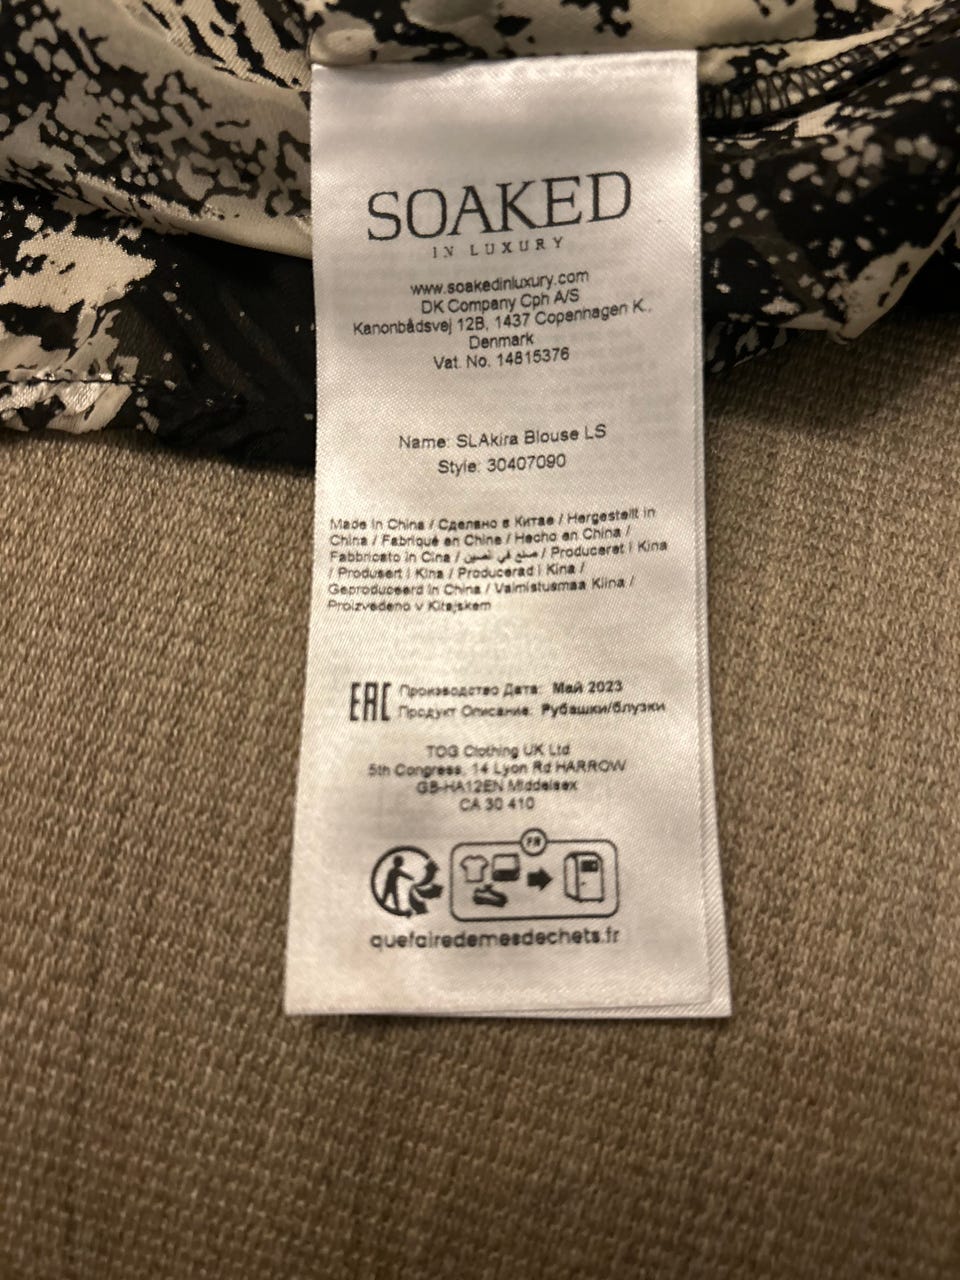 SOAKED
IN LUXURY
www.soakedinluxury.com
DK Company Cph A/S
Kanonbådsvej 12B, 1437 Copenhagen K.,
Denmark
Vat. No. 14815376
Name: SLAkira Blouse LS
Style: 30407090
Made in China / Сделано в Китае / Hergestellt in
China / Fabriqué en Chine / Hecho en China /
Fabbricato in Cina / صنع في الصين / Produceret i Kina
/ Produsert i Kina / Producerad i Kina /
Geproduceerd in China / Valmistusmaa Kiina /
Proizvedeno v Kitajskem
EAC Производство Дата: Май 2023
Продукт Описание: Рубашки/блузки
TOG Clothing UK Ltd
5th Congress, 14 Lyon Rd HARROW
GB-HA12EN Middelsex
CA 30 410
FR
quefairedemesdechets.fr